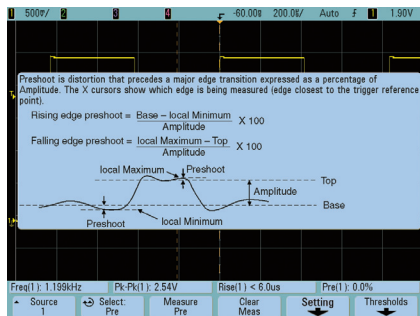 1 500㎷/ 2 3 4 -60.00▯ 200.0▯/ Auto 1 1.90V
Preshoot is distortion that precedes a major edge transition expressed as a percentage of
Amplitude. The X cursors show which edge is being measured (edge closest to the trigger reference
point).
Rising edge preshoot = Base – local Minimum / Amplitude X 100
Falling edge preshoot = local Maximum – Top / Amplitude X 100
local Maximum Preshoot
Top
Amplitude
Base
Preshoot local Minimum
Freq(1): 1.199kHz Pk-Pk(1): 2.54V Rise(1) < 6.0us Pre(1): 0.0%
Source Select: Measure Clear Setting Thresholds
1 Pre Pre Meas